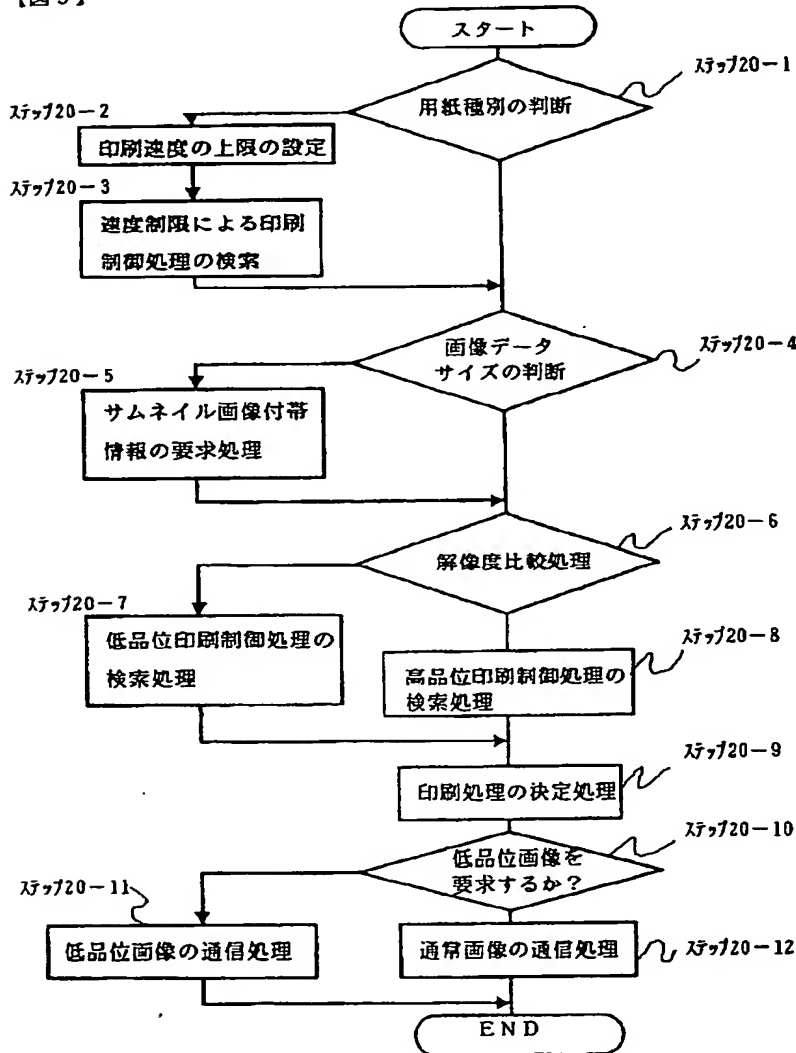 スタート
ステップ20-1
用紙種別の判断
ステップ20-2
印刷速度の上限の設定
ステップ20-3
速度制限による印刷
制御処理の検索
画像データ
サイズの判断
ステップ20-4
ステップ20-5
サムネイル画像付帯
情報の要求処理
ステップ20-6
解像度比較処理
ステップ20-7
低品位印刷制御処理の
検索処理
ステップ20-8
高品位印刷制御処理の
検索処理
ステップ20-9
印刷処理の決定処理
ステップ20-10
低品位画像を
要求するか?
ステップ20-11
低品位画像の通信処理
通常画像の通信処理
ステップ20-12
END